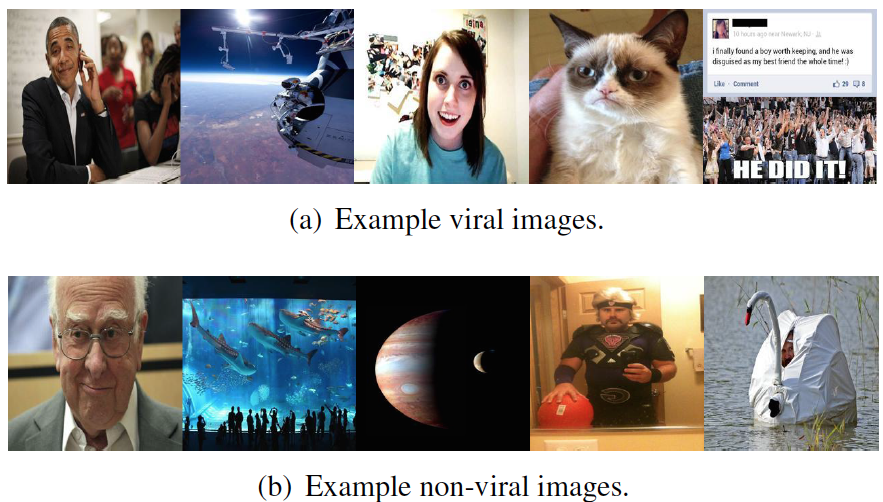 10 hours ago near Newark, NJ
i finally found a boy worth keeping, and he was
disguised as my best friend the whole time! :)
Like · Comment 29 8
HE DID IT!
(a) Example viral images.
(b) Example non-viral images.